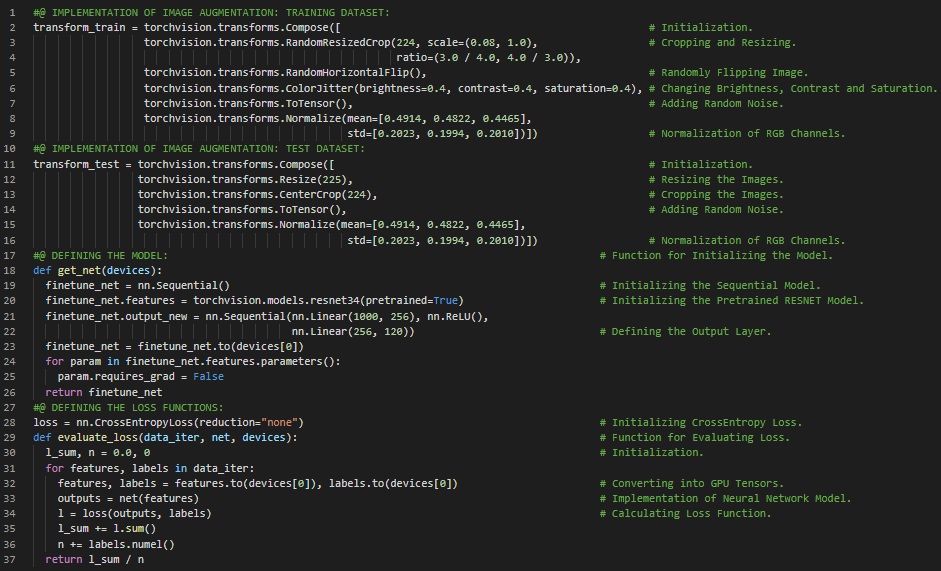 1 #@ IMPLEMENTATION OF IMAGE AUGMENTATION: TRAINING DATASET:
2 transform_train = torchvision.transforms.Compose([ # Initialization.
3 torchvision.transforms.RandomResizedCrop(224, scale=(0.08, 1.0), # Cropping and Resizing.
4 ratio=(3.0 / 4.0, 4.0 / 3.0)),
5 torchvision.transforms.RandomHorizontalFlip(), # Randomly Flipping Image.
6 torchvision.transforms.ColorJitter(brightness=0.4, contrast=0.4, saturation=0.4), # Changing Brightness, Contrast and Saturation.
7 torchvision.transforms.ToTensor(), # Adding Random Noise.
8 torchvision.transforms.Normalize(mean=[0.4914, 0.4822, 0.4465],
9 std=[0.2023, 0.1994, 0.2010])]) # Normalization of RGB Channels.
10 #@ IMPLEMENTATION OF IMAGE AUGMENTATION: TEST DATASET:
11 transform_test = torchvision.transforms.Compose([ # Initialization.
12 torchvision.transforms.Resize(225), # Resizing the Images.
13 torchvision.transforms.CenterCrop(224), # Cropping the Images.
14 torchvision.transforms.ToTensor(), # Adding Random Noise.
15 torchvision.transforms.Normalize(mean=[0.4914, 0.4822, 0.4465],
16 std=[0.2023, 0.1994, 0.2010])]) # Normalization of RGB Channels.
17 #@ DEFINING THE MODEL: # Function for Initializing the Model.
18 def get_net(devices):
19 finetune_net = nn.Sequential() # Initializing the Sequential Model.
20 finetune_net.features = torchvision.models.resnet34(pretrained=True) # Initializing the Pretrained RESNET Model.
21 finetune_net.output_new = nn.Sequential(nn.Linear(1000, 256), nn.ReLU(),
22 nn.Linear(256, 120)) # Defining the Output Layer.
23 finetune_net = finetune_net.to(devices[0])
24 for param in finetune_net.features.parameters():
25 param.requires_grad = False
26 return finetune_net
27 #@ DEFINING THE LOSS FUNCTIONS:
28 loss = nn.CrossEntropyLoss(reduction="none") # Initializing CrossEntropy Loss.
29 def evaluate_loss(data_iter, net, devices): # Function for Evaluating Loss.
30 l_sum, n = 0.0, 0 # Initialization.
31 for features, labels in data_iter:
32 features, labels = features.to(devices[0]), labels.to(devices[0]) # Converting into GPU Tensors.
33 outputs = net(features) # Implementation of Neural Network Model.
34 l = loss(outputs, labels) # Calculating Loss Function.
35 l_sum += l.sum()
36 n += labels.numel()
37 return l_sum / n